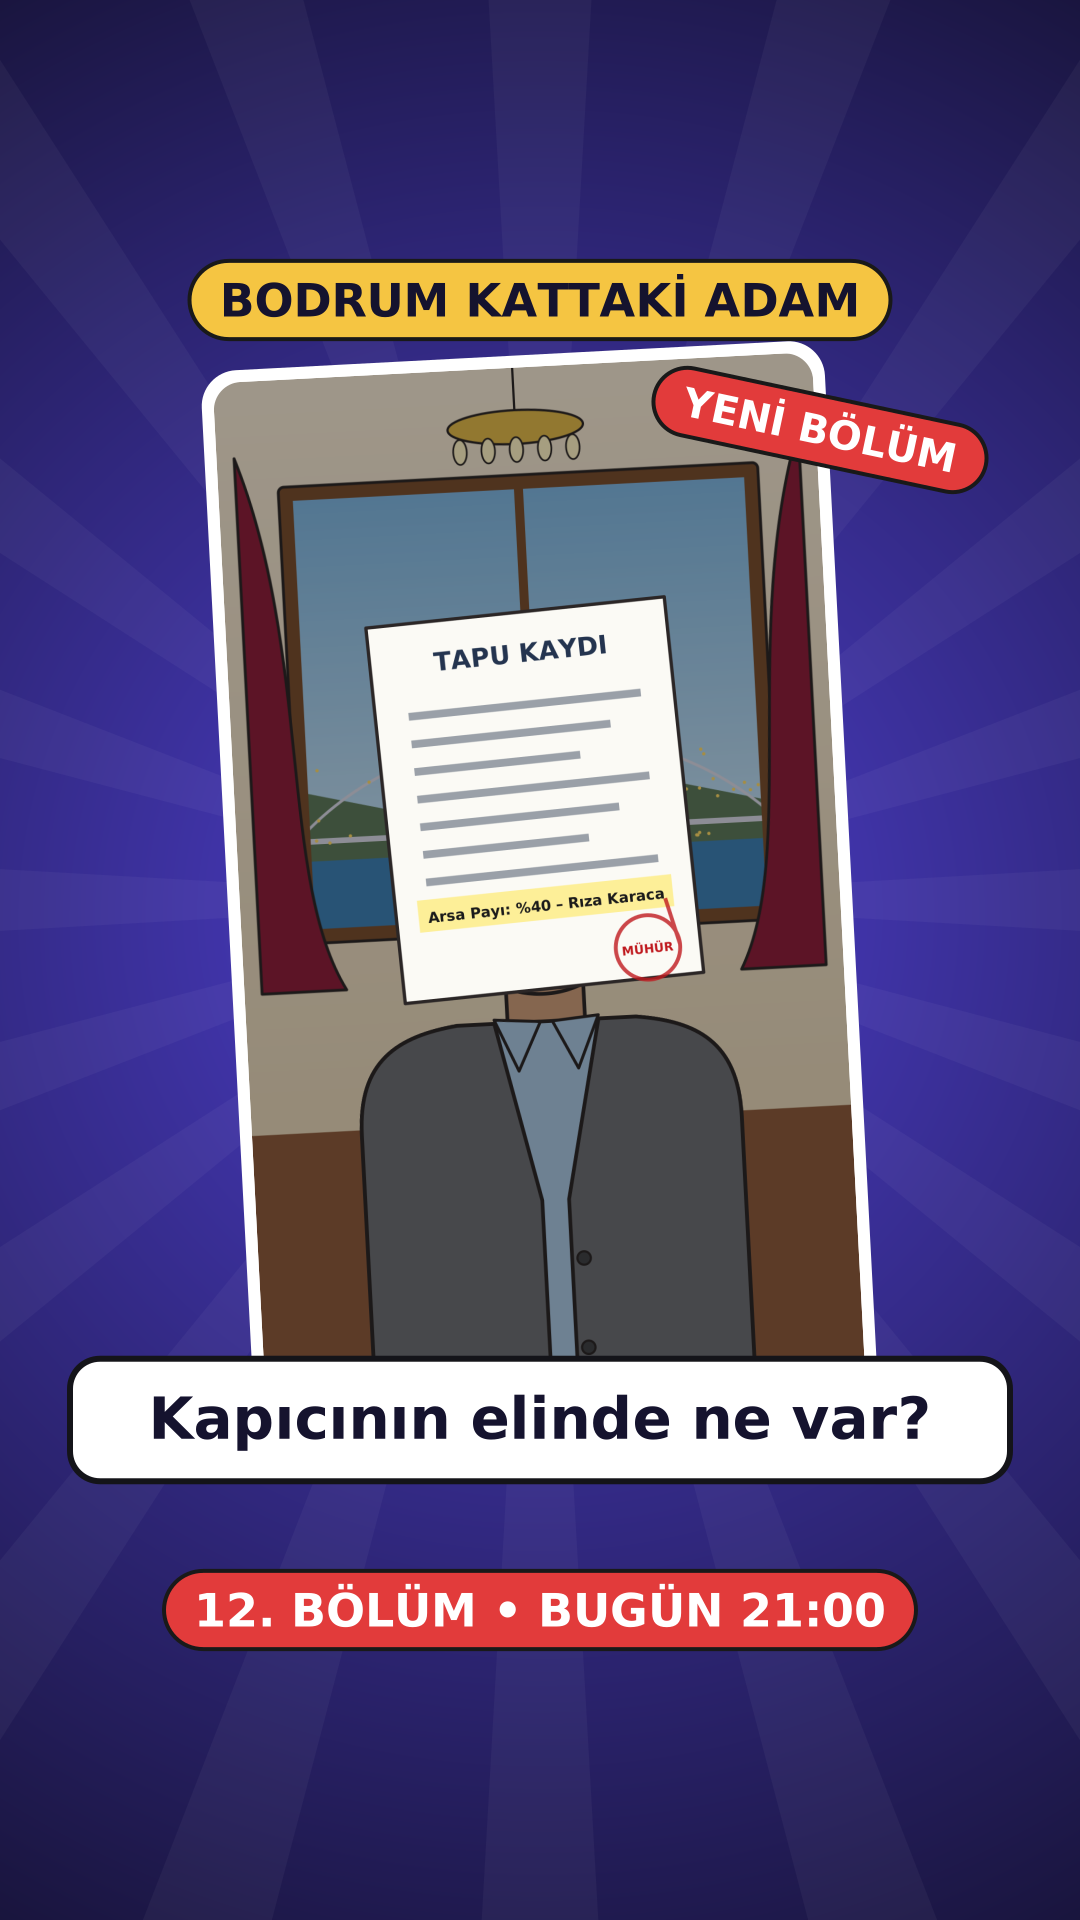 BODRUM KATTAKİ ADAM
YENİ BÖLÜM
TAPU KAYDI
Arsa Payı: %40 – Rıza Karaca
MÜHÜR
Kapıcının elinde ne var?
12. BÖLÜM • BUGÜN 21:00